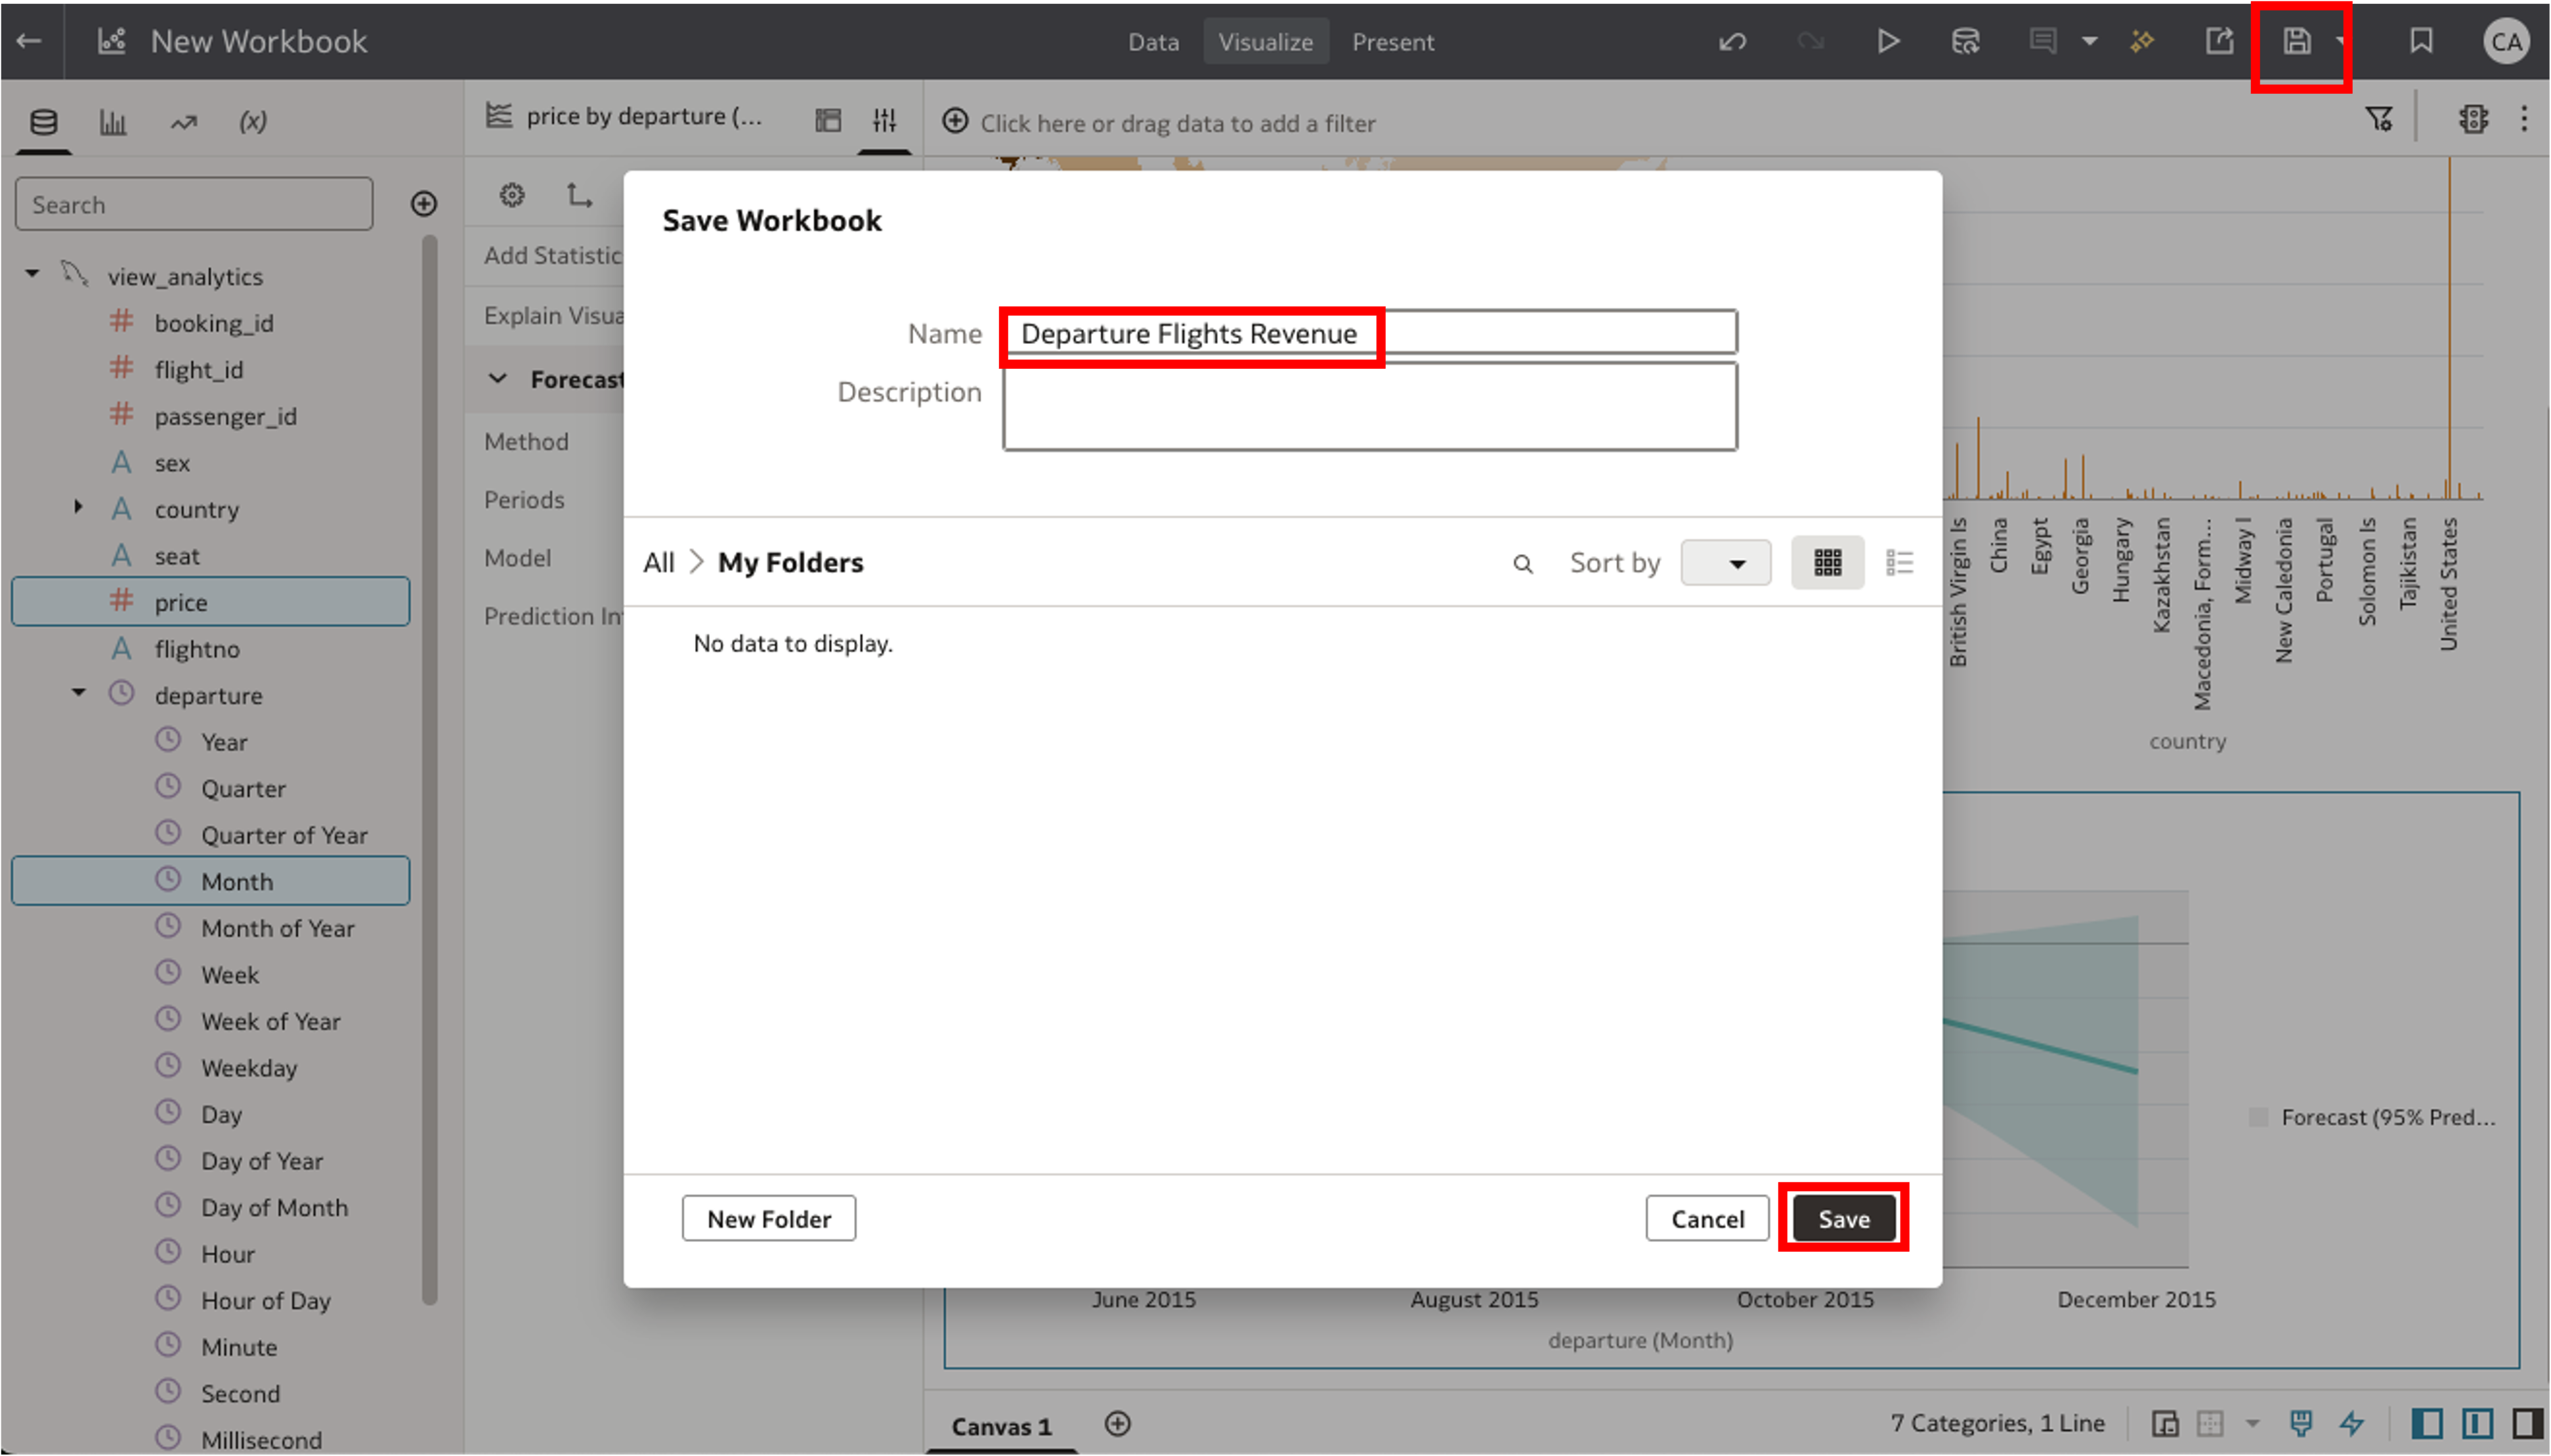 New Workbook
Data
Visualize
Present
CA
price by departure (...
Click here or drag data to add a filter
Search
view_analytics
booking_id
flight_id
passenger_id
sex
country
seat
price
flightno
departure
Year
Quarter
Quarter of Year
Month
Month of Year
Week
Week of Year
Weekday
Day
Day of Year
Day of Month
Hour
Hour of Day
Minute
Second
Millisecond
Add Statistic
Explain Visua
Forecast
Method
Periods
Model
Prediction In
Save Workbook
Name
Departure Flights Revenue
Description
All > My Folders
Sort by
No data to display.
New Folder
Cancel
Save
British Virgin Is
China
Egypt
Georgia
Hungary
Kazakhstan
Macedonia, Form...
Midway I
New Caledonia
Portugal
Solomon Is
Tajikistan
United States
country
Forecast (95% Pred...
June 2015
August 2015
October 2015
December 2015
departure (Month)
Canvas 1
7 Categories, 1 Line